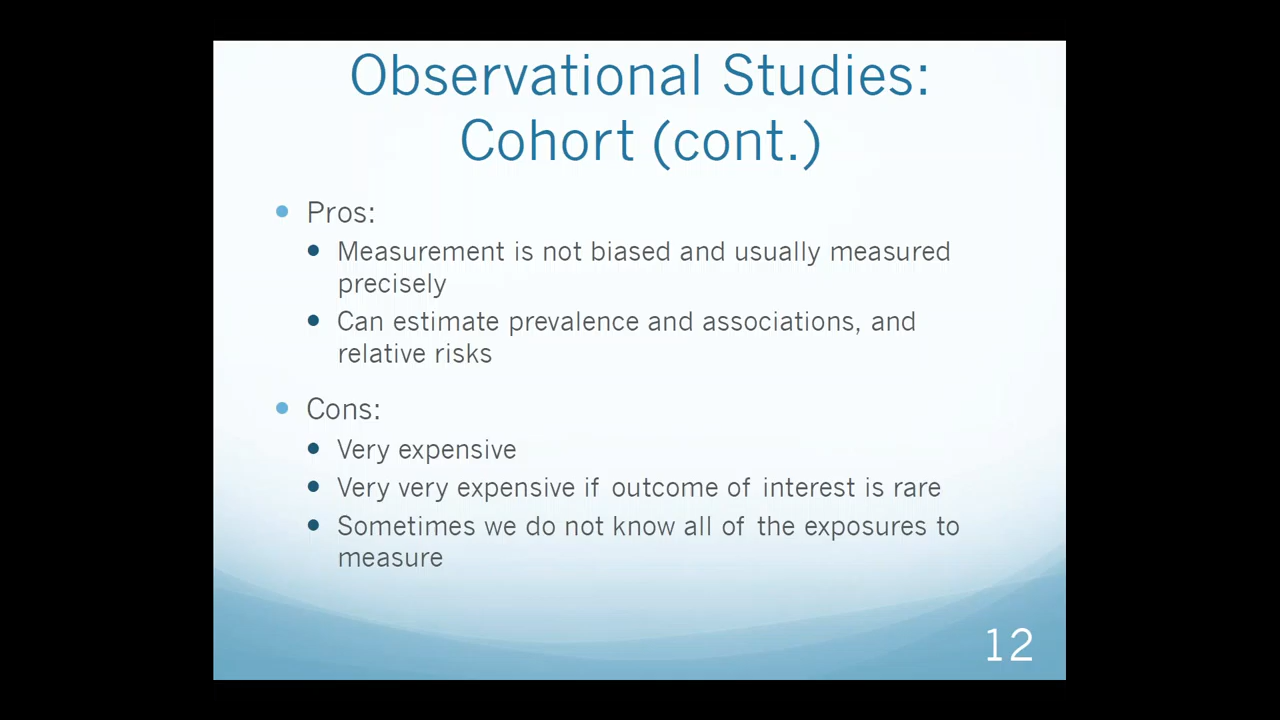 Observational Studies:
Cohort (cont.)
Pros:
Measurement is not biased and usually measured
precisely
Can estimate prevalence and associations, and
relative risks
Cons:
Very expensive
Very very expensive if outcome of interest is rare
Sometimes we do not know all of the exposures to
measure
12